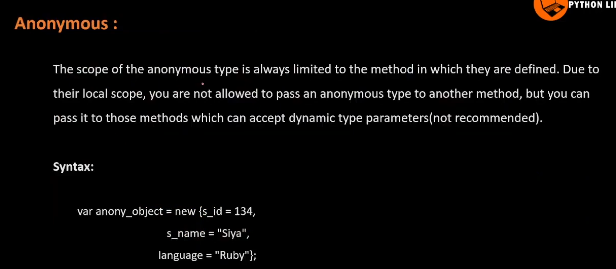 PYTHON LI
Anonymous :
The scope of the anonymous type is always limited to the method in which they are defined. Due to
their local scope, you are not allowed to pass an anonymous type to another method, but you can
pass it to those methods which can accept dynamic type parameters(not recommended).
Syntax:
var anony_object = new {s_id = 134,
s_name = "Siya",
language = "Ruby"};